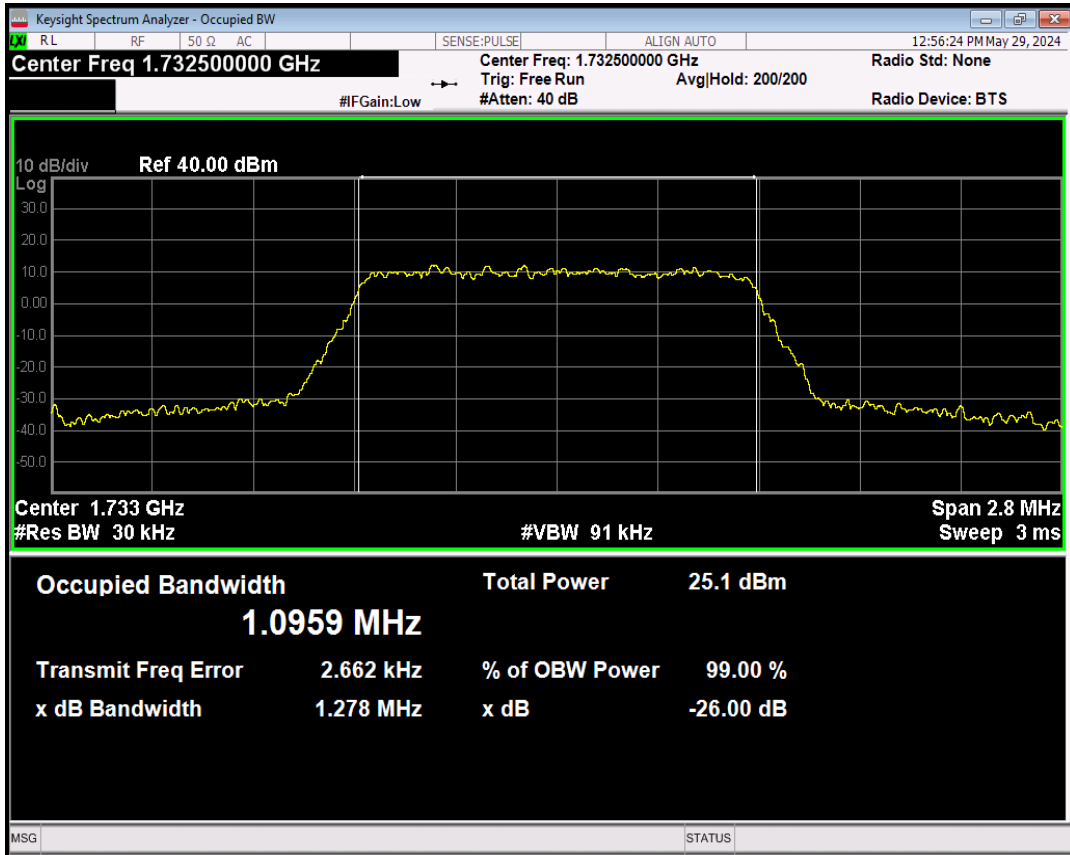 Keysight Spectrum Analyzer - Occupied BW
LXI RL RF 50 Ω AC SENSE:PULSE ALIGN AUTO 12:56:24 PM May 29, 2024
Center Freq 1.732500000 GHz Center Freq: 1.732500000 GHz Radio Std: None
Trig: Free Run Avg|Hold: 200/200
#IFGain:Low #Atten: 40 dB Radio Device: BTS
10 dB/div Ref 40.00 dBm
Log
30.0
20.0
10.0
0.00
-10.0
-20.0
-30.0
-40.0
-50.0
Center 1.733 GHz Span 2.8 MHz
#Res BW 30 kHz #VBW 91 kHz Sweep 3 ms
Occupied Bandwidth Total Power 25.1 dBm
1.0959 MHz
Transmit Freq Error 2.662 kHz % of OBW Power 99.00 %
x dB Bandwidth 1.278 MHz x dB -26.00 dB
MSG STATUS